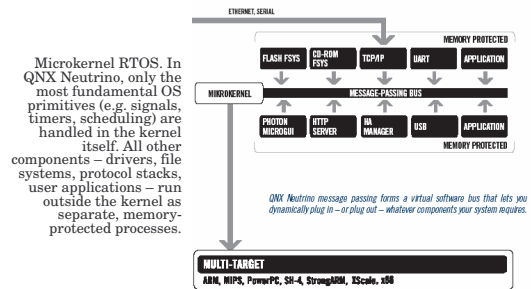 ETHERNET, SERIAL
Microkernel RTOS. In
QNX Neutrino, only the
most fundamental OS
primitives (e.g. signals,
timers, scheduling) are
handled in the kernel
itself. All other
components – drivers, file
systems, protocol stacks,
user applications – run
outside the kernel as
separate, memory-
protected processes.
MEMORY PROTECTED
FLASH FSYS
CD-ROM
FSYS
TCP/IP
UART
APPLICATION
MIKROKERNEL
MESSAGE-PASSING BUS
PHOTON
MICROGUI
HTTP
SERVER
HA
MANAGER
USB
APPLICATION
MEMORY PROTECTED
QNX Neutrino message passing forms a virtual software bus that lets you
dynamically plug in – or plug out – whatever components your system requires.
MULTI-TARGET
ARM, MIPS, PowerPC, SH-4, StrongARM, XScale, x86